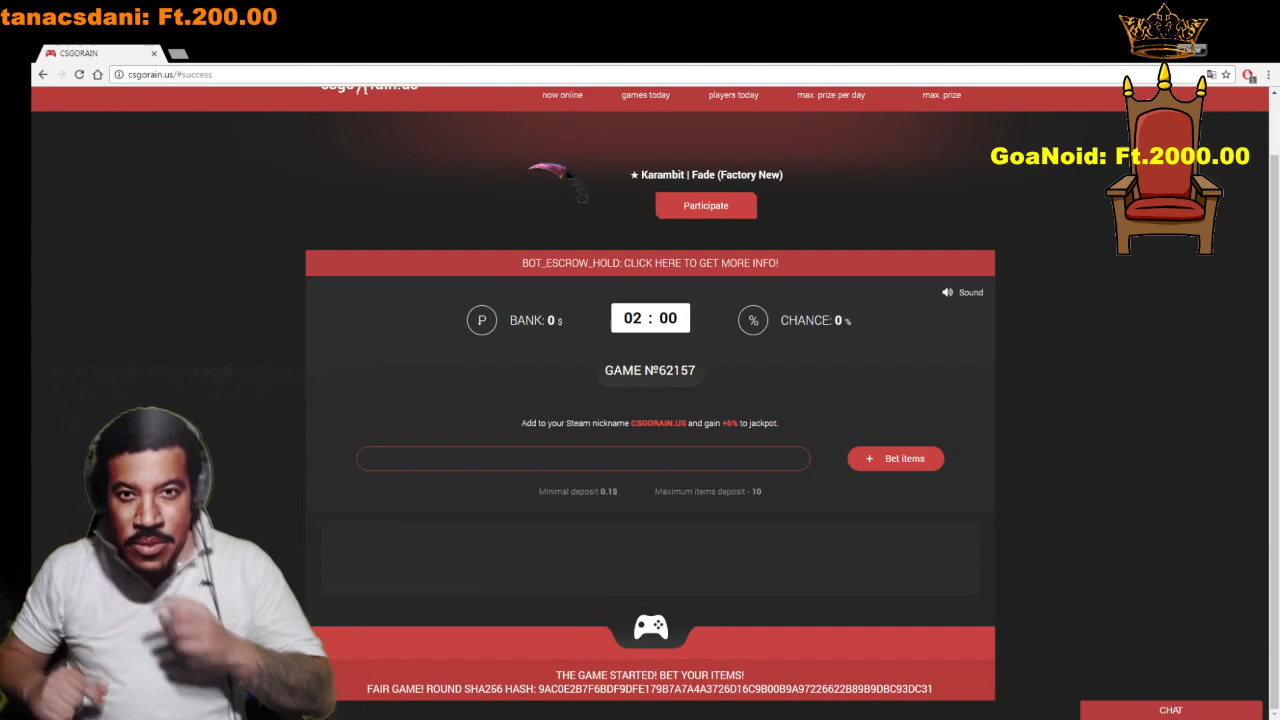 tanacsdani: Ft.200.00
CSGORAIN
csgorain.us/#success
now online games today players today max. prize per day max. prize
GoaNoid: Ft.2000.00
★ Karambit | Fade (Factory New)
Participate
BOT_ESCROW_HOLD: CLICK HERE TO GET MORE INFO!
Sound
P BANK: 0 $ 02 : 00 % CHANCE: 0 %
GAME №62157
Add to your Steam nickname CSGORAIN.US and gain +5% to jackpot.
+ Bet items
Minimal deposit 0.1$ Maximum items deposit - 10
THE GAME STARTED! BET YOUR ITEMS!
FAIR GAME! ROUND SHA256 HASH: 9AC0E2B7F6BDF9DFE179B7A7A4A3726D16C9B00B9A97226622B89B9DBC93DC31
CHAT